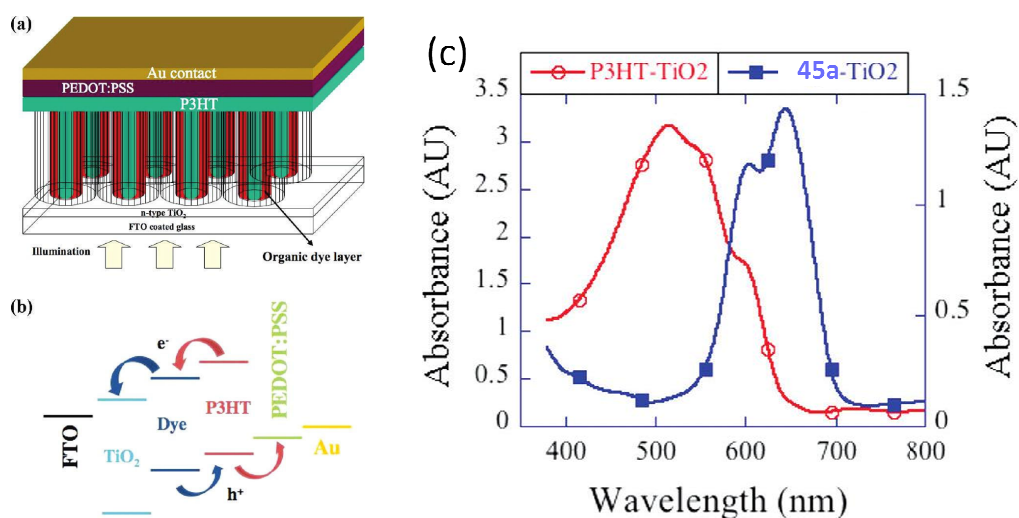 (a)
Au contact
PEDOT:PSS
P3HT
n-type TiO₂
FTO coated glass
Illumination
Organic dye layer
(b)
e⁻
P3HT
PEDOT:PSS
FTO
Dye
TiO₂
Au
h⁺
(c)
P3HT-TiO2 45a-TiO2
3.5 1.5
3
2.5
2 1
1.5
1 0.5
0.5
0 0
400 500 600 700 800
Absorbance (AU)
Absorbance (AU)
Wavelength (nm)